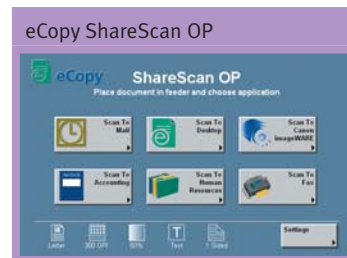 eCopy ShareScan OP
eCopy ShareScan OP
Place document in feeder and choose application
Scan To Mail
Scan To Desktop
Scan To Canon imageWARE
Scan To Accounting
Scan To Human Resources
Scan To Fax
Letter
300 DPI
50%
Text
1 Sided
Settings